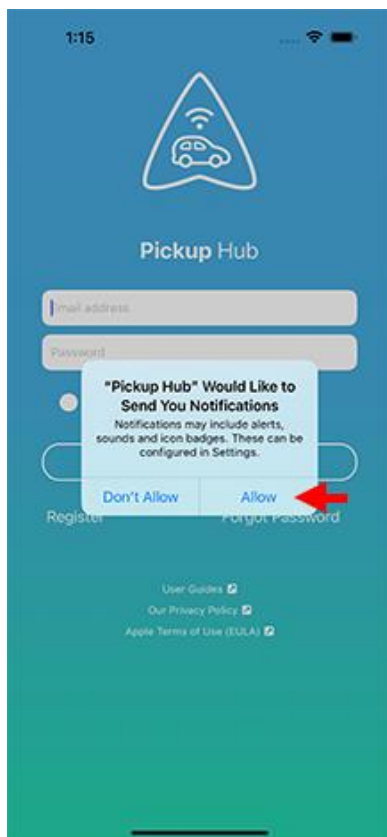 1:15
Pickup Hub
Email address
Password
"Pickup Hub" Would Like to
Send You Notifications
Notifications may include alerts,
sounds and icon badges. These can be
configured in Settings.
Don't Allow
Allow
Register
Forgot Password
User Guides
Our Privacy Policy
Apple Terms of Use (EULA)